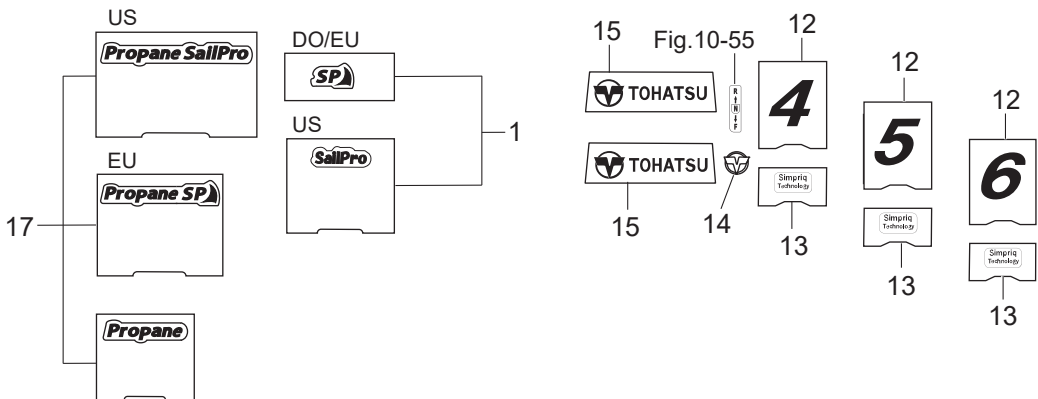 US
Propane SailPro
DO/EU
SP
US
SailPro
1
EU
Propane SP
17
Propane
15
Fig.10-55
12
TOHATSU
R
N
F
4
12
5
12
6
TOHATSU
15
14
Simpriq
Technology
13
Simpriq
Technology
13
Simpriq
Technology
13